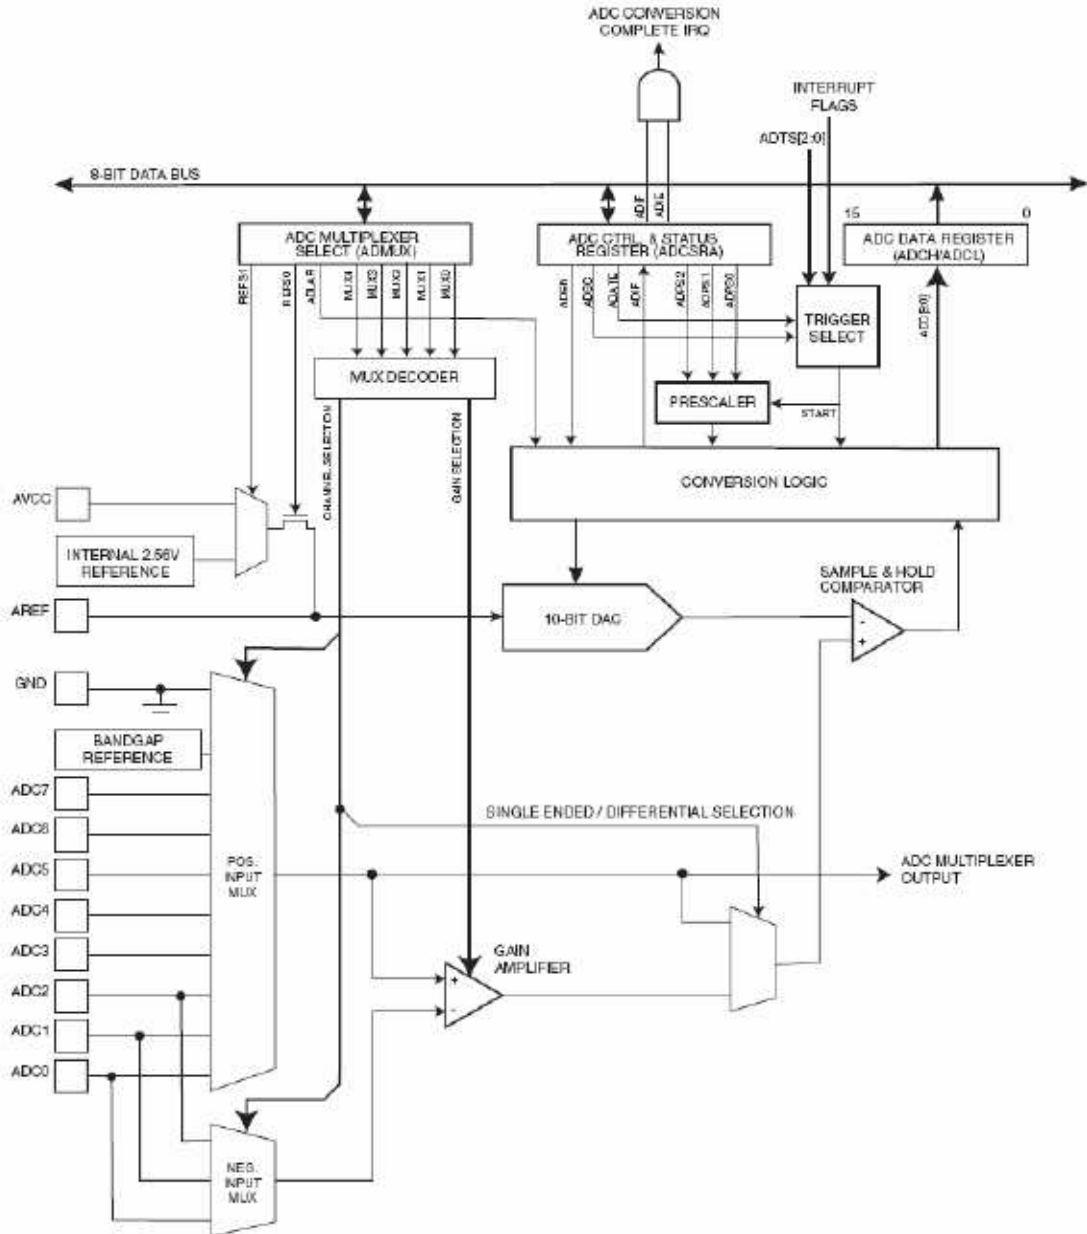 ADC CONVERSION
COMPLETE IRQ
INTERRUPT
FLAGS
ADTS[2:0]
8-BIT DATA BUS
ADIF
ADIE
15
0
ADC MULTIPLEXER
SELECT (ADMUX)
ADC CTRL. & STATUS
REGISTER (ADCSRA)
ADC DATA REGISTER
(ADCH/ADCL)
REFS1
REFS0
ADLAR
MUX4
MUX3
MUX2
MUX1
MUX0
ADEN
ADSC
ADATE
ADIF
ADPS2
ADPS1
ADPS0
ADC[9:0]
TRIGGER
SELECT
MUX DECODER
PRESCALER
START
CHANNEL SELECTION
GAIN SELECTION
CONVERSION LOGIC
AVCC
INTERNAL 2.56V
REFERENCE
SAMPLE & HOLD
COMPARATOR
AREF
10-BIT DAC
-
+
GND
BANDGAP
REFERENCE
ADC7
SINGLE ENDED / DIFFERENTIAL SELECTION
ADC6
ADC5
POS.
INPUT
MUX
ADC MULTIPLEXER
OUTPUT
ADC4
ADC3
GAIN
AMPLIFIER
+
-
ADC2
ADC1
ADC0
NEG.
INPUT
MUX